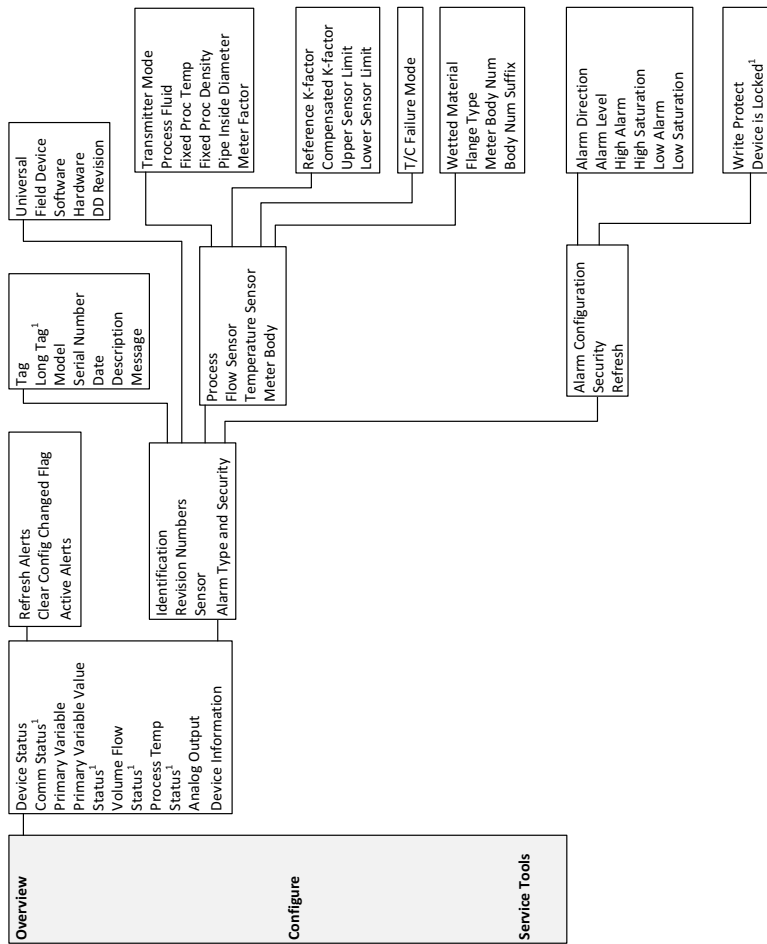 Overview
Configure
Service Tools
Device Status
Comm Status¹
Primary Variable
Primary Variable Value
Status¹
Volume Flow
Status¹
Process Temp
Status¹
Analog Output
Device Information
Refresh Alerts
Clear Config Changed Flag
Active Alerts
Identification
Revision Numbers
Sensor
Alarm Type and Security
Tag
Long Tag¹
Model
Serial Number
Date
Description
Message
Universal
Field Device
Software
Hardware
DD Revision
Process
Flow Sensor
Temperature Sensor
Meter Body
Transmitter Mode
Process Fluid
Fixed Proc Temp
Fixed Proc Density
Pipe Inside Diameter
Meter Factor
Reference K-factor
Compensated K-factor
Upper Sensor Limit
Lower Sensor Limit
T/C Failure Mode
Wetted Material
Flange Type
Meter Body Num
Body Num Suffix
Alarm Configuration
Security
Refresh
Alarm Direction
Alarm Level
High Alarm
High Saturation
Low Alarm
Low Saturation
Write Protect
Device is Locked¹